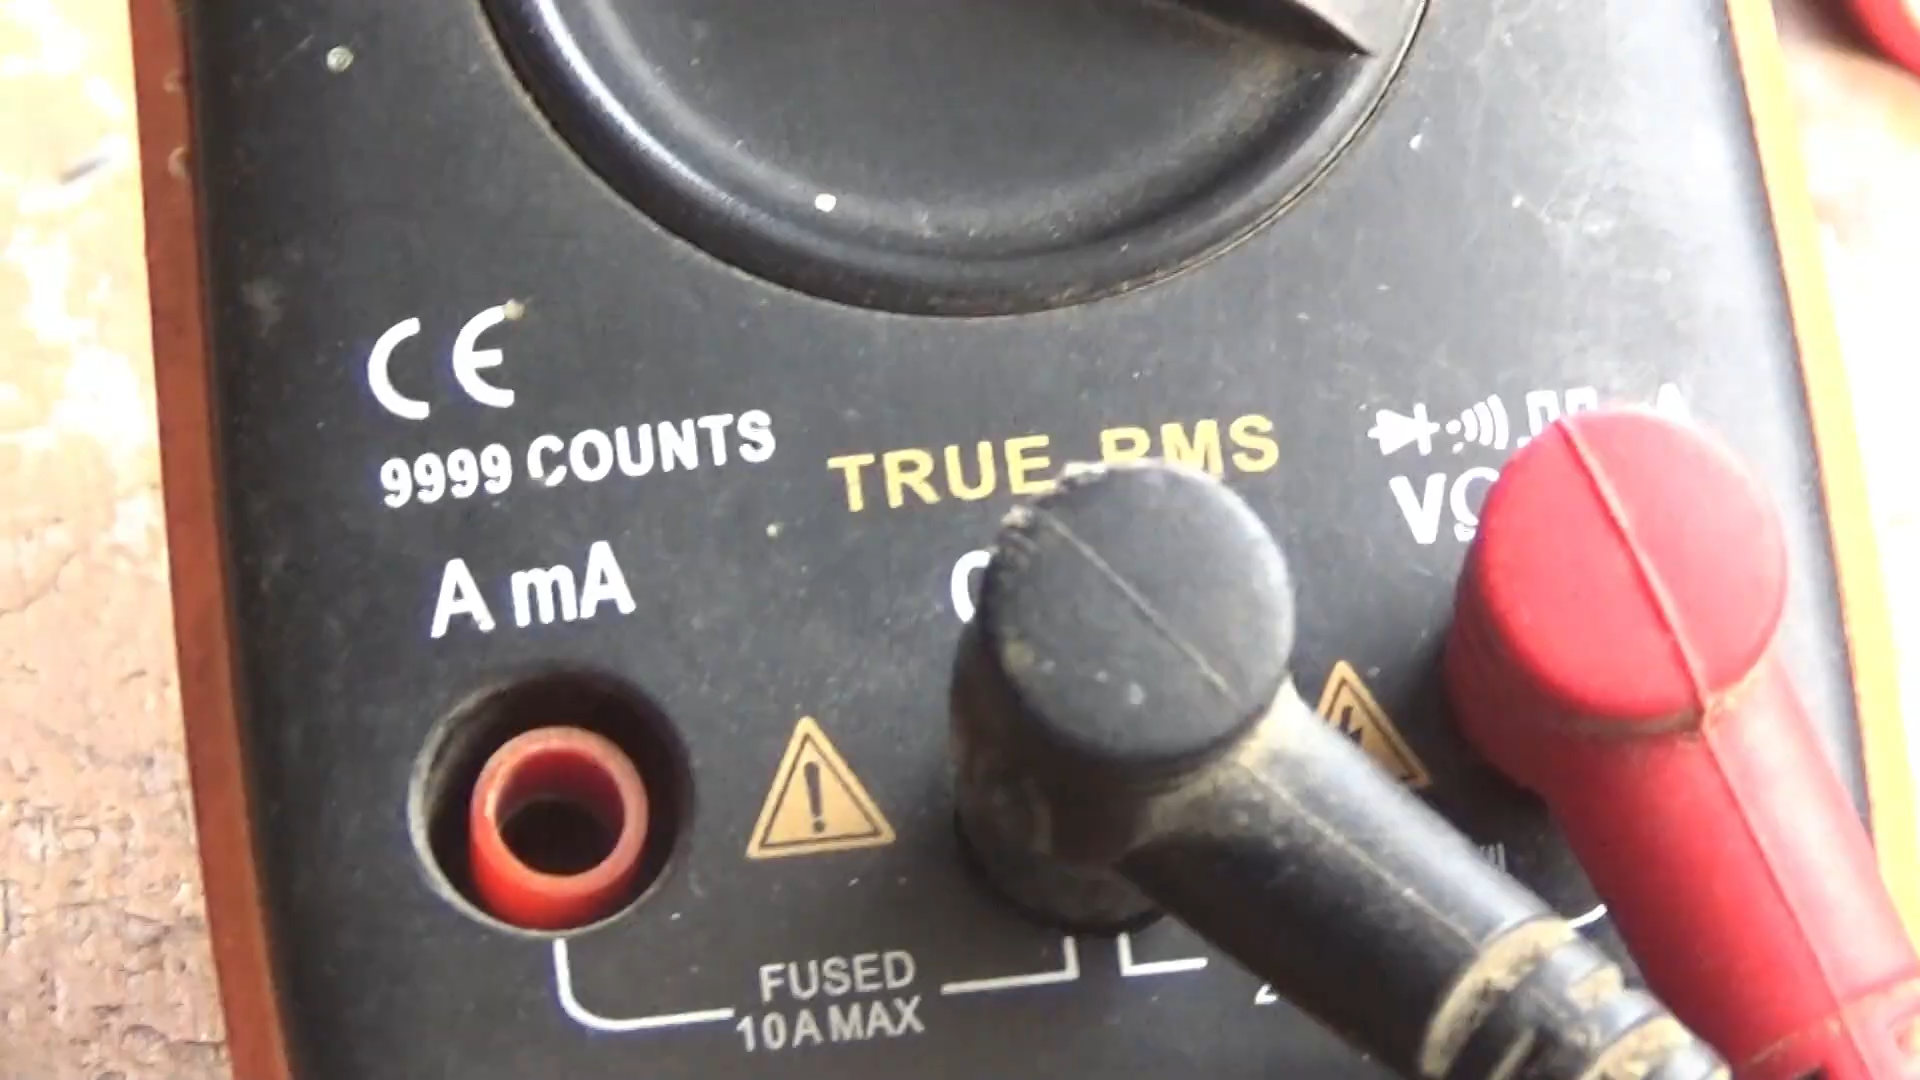 CE
9999 COUNTS
TRUE RMS
A mA
FUSED
10A MAX